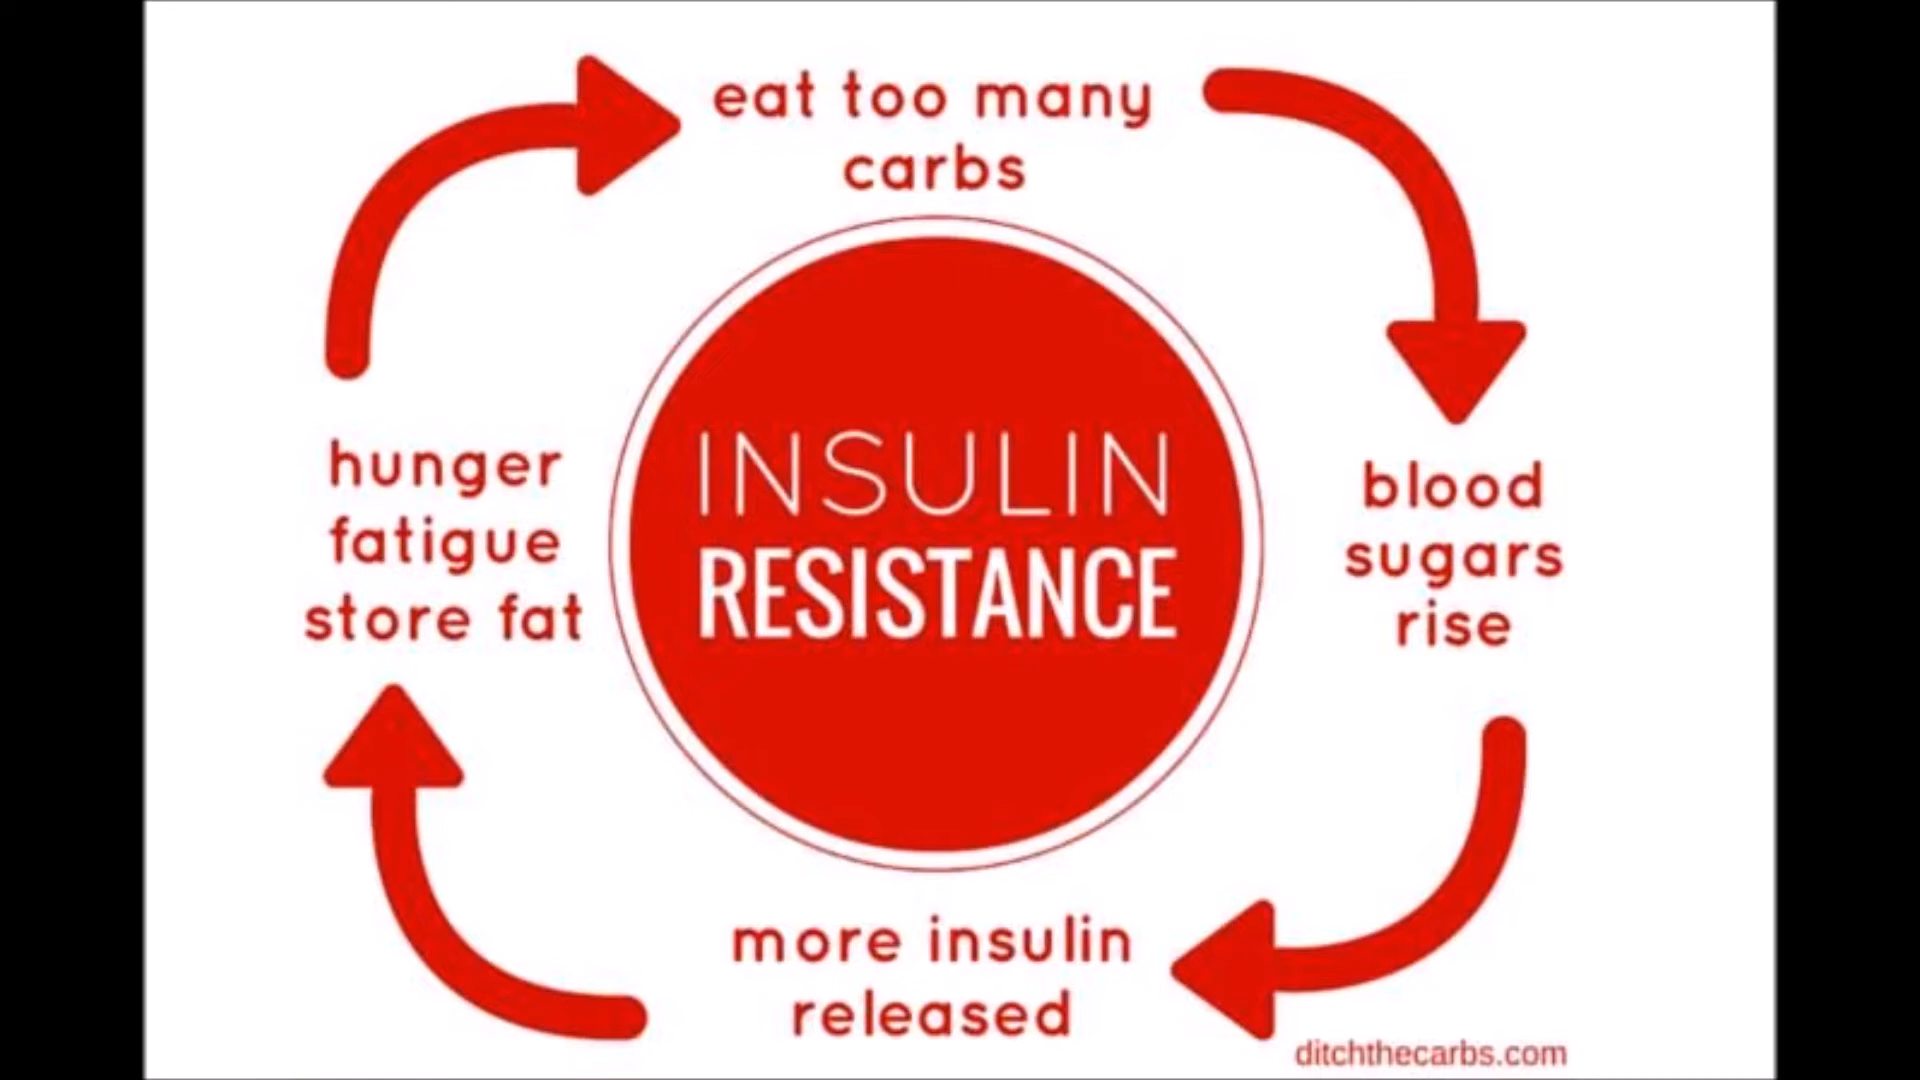 eat too many
carbs
blood
sugars
rise
more insulin
released
hunger
fatigue
store fat
INSULIN
RESISTANCE
ditchthecarbs.com